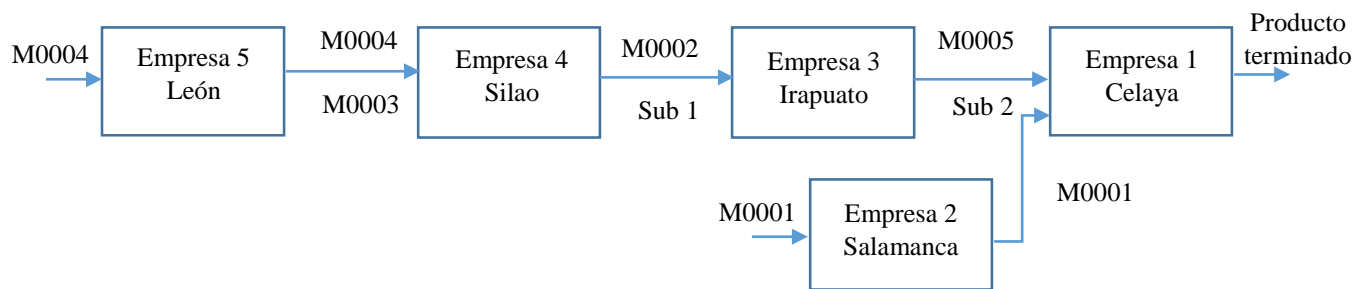 M0004
Empresa 5
León
M0004
M0003
Empresa 4
Silao
M0002
Sub 1
Empresa 3
Irapuato
M0005
Sub 2
Empresa 1
Celaya
Producto
terminado
M0001
Empresa 2
Salamanca
M0001